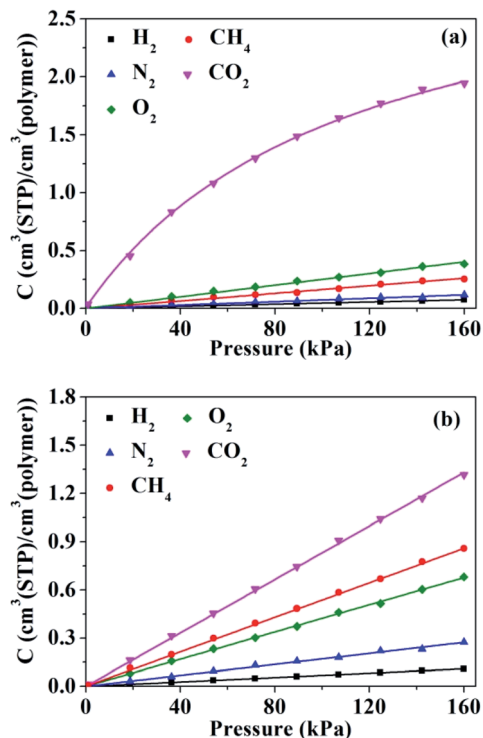 H₂ CH₄ (a)
N₂ CO₂
O₂
2.5
2.0
1.5
1.0
0.5
0.0
C (cm³(STP)/cm³(polymer))
0 40 80 120 160
Pressure (kPa)
H₂ O₂ (b)
N₂ CO₂
CH₄
1.8
1.5
1.2
0.9
0.6
0.3
0.0
C (cm³(STP)/cm³(polymer))
0 40 80 120 160
Pressure (kPa)